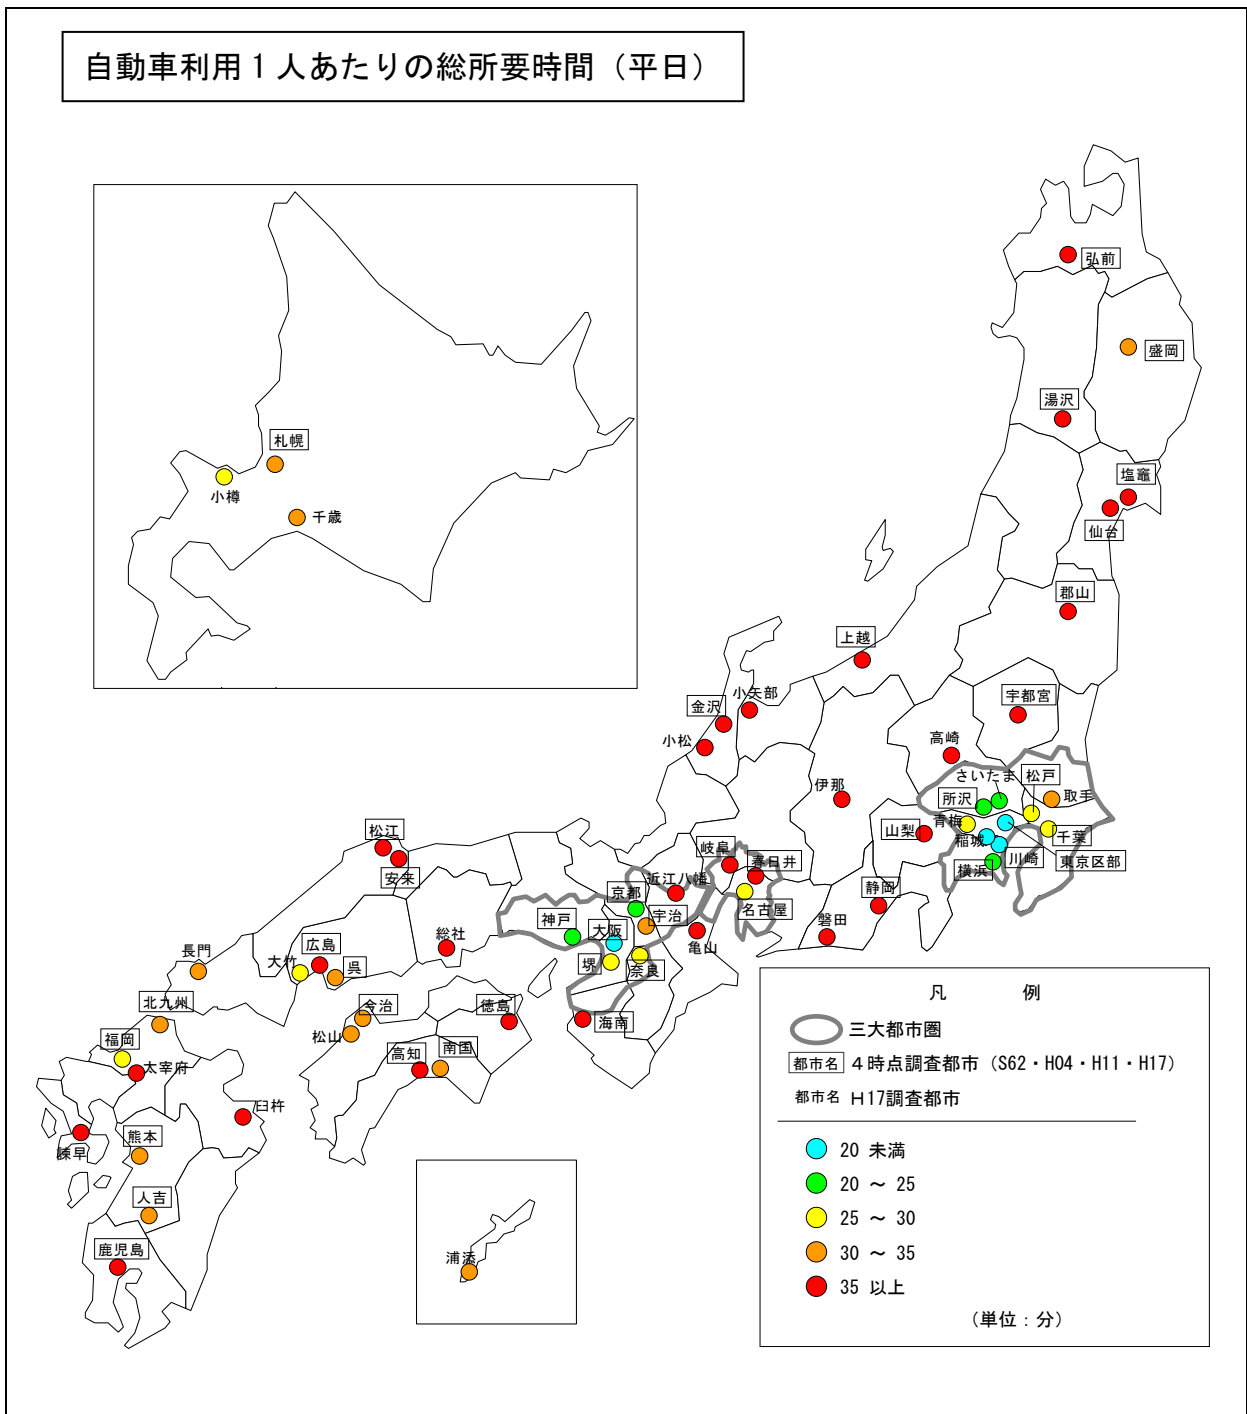 自動車利用1人あたりの総所要時間（平日）
弘前
盛岡
湯沢
札幌
塩竈
小樽
千歳
仙台
郡山
上越
小矢部
宇都宮
金沢
高崎
小松
さいたま
松戸
伊那
所沢
取手
青梅
松江
山梨
千葉
稲城
岐阜
春日井
川崎
東京区部
安来
横浜
近江八幡
京都
静岡
名古屋
神戸
宇治
磐田
大阪
総社
亀山
広島
長門
大竹
呉
堺
奈良
北九州
今治
徳島
海南
松山
福岡
高知
南国
太宰府
臼杵
熊本
諫早
人吉
鹿児島
浦添
凡 例
三大都市圏
都市名 4時点調査都市（S62・H04・H11・H17）
都市名 H17調査都市
20 未満
20 ～ 25
25 ～ 30
30 ～ 35
35 以上
（単位：分）